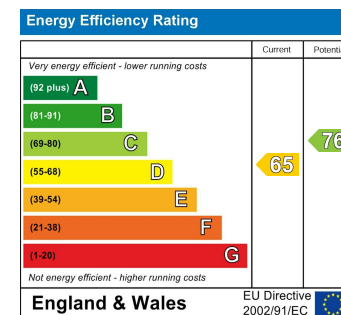 Energy Efficiency Rating
Current
Potenti
Very energy efficient - lower running costs
(92 plus) A
(81-91) B
(69-80) C
76
(55-68) D
65
(39-54) E
(21-38) F
(1-20) G
Not energy efficient - higher running costs
England & Wales
EU Directive
2002/91/EC